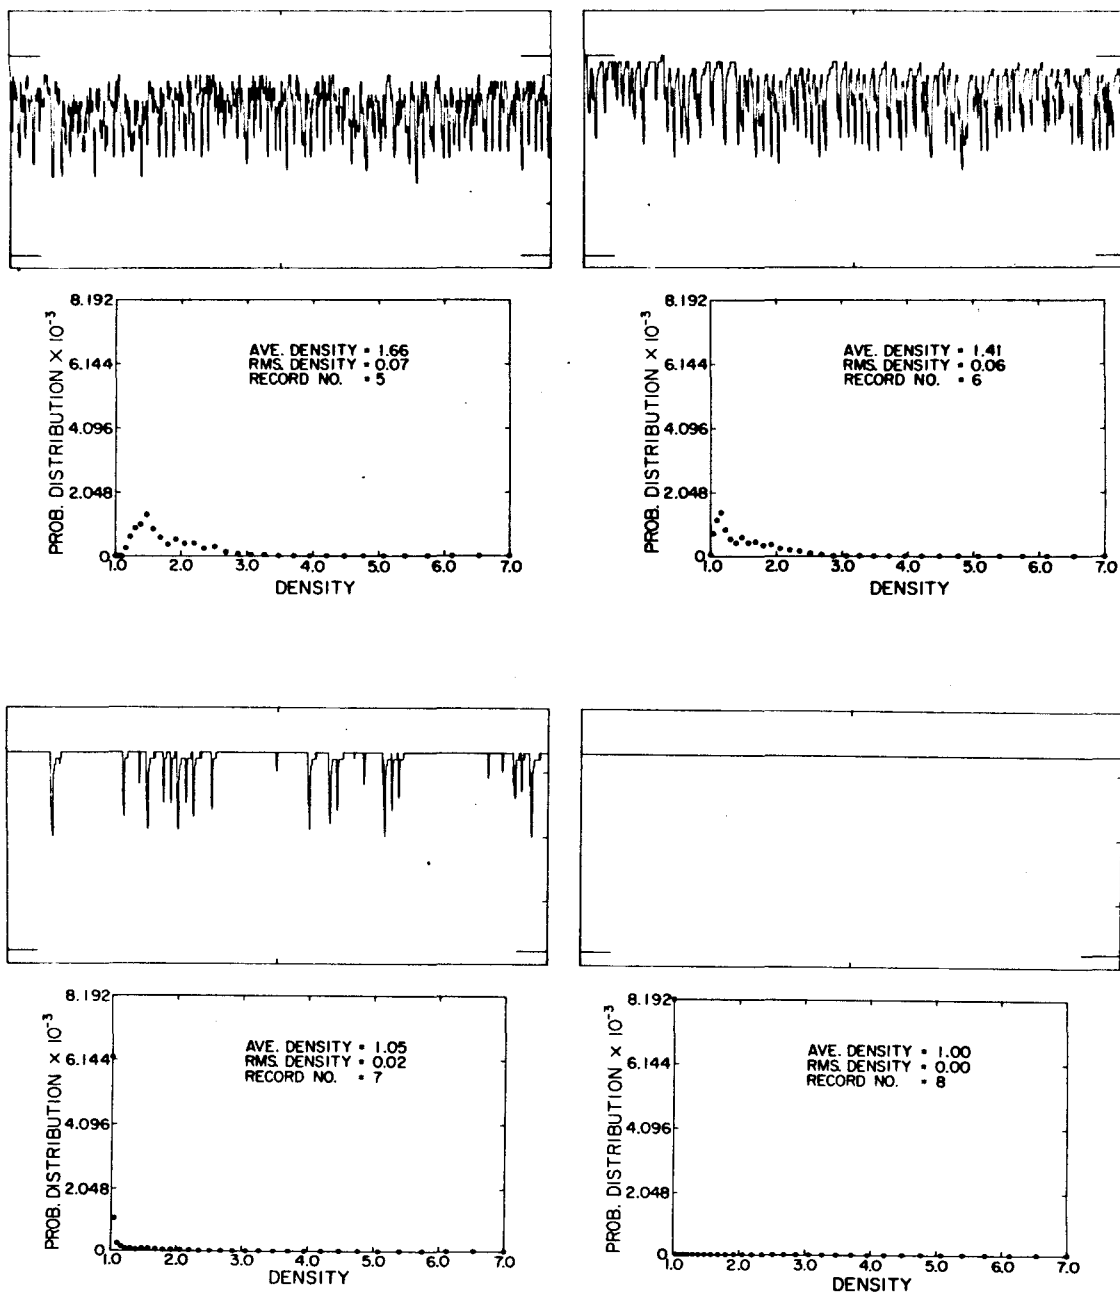 8.192
6.144
4.096
2.048
0
PROB. DISTRIBUTION × 10⁻³
AVE. DENSITY = 1.66
RMS. DENSITY = 0.07
RECORD NO. = 5
1.0 2.0 3.0 4.0 5.0 6.0 7.0
DENSITY
8.192
6.144
4.096
2.048
0
PROB. DISTRIBUTION × 10⁻³
AVE. DENSITY = 1.41
RMS. DENSITY = 0.06
RECORD NO. = 6
1.0 2.0 3.0 4.0 5.0 6.0 7.0
DENSITY
8.192
6.144
4.096
2.048
0
PROB. DISTRIBUTION × 10⁻³
AVE. DENSITY = 1.05
RMS. DENSITY = 0.02
RECORD NO. = 7
1.0 2.0 3.0 4.0 5.0 6.0 7.0
DENSITY
8.192
6.144
4.096
2.048
0
PROB. DISTRIBUTION × 10⁻³
AVE. DENSITY = 1.00
RMS. DENSITY = 0.00
RECORD NO. = 8
1.0 2.0 3.0 4.0 5.0 6.0 7.0
DENSITY